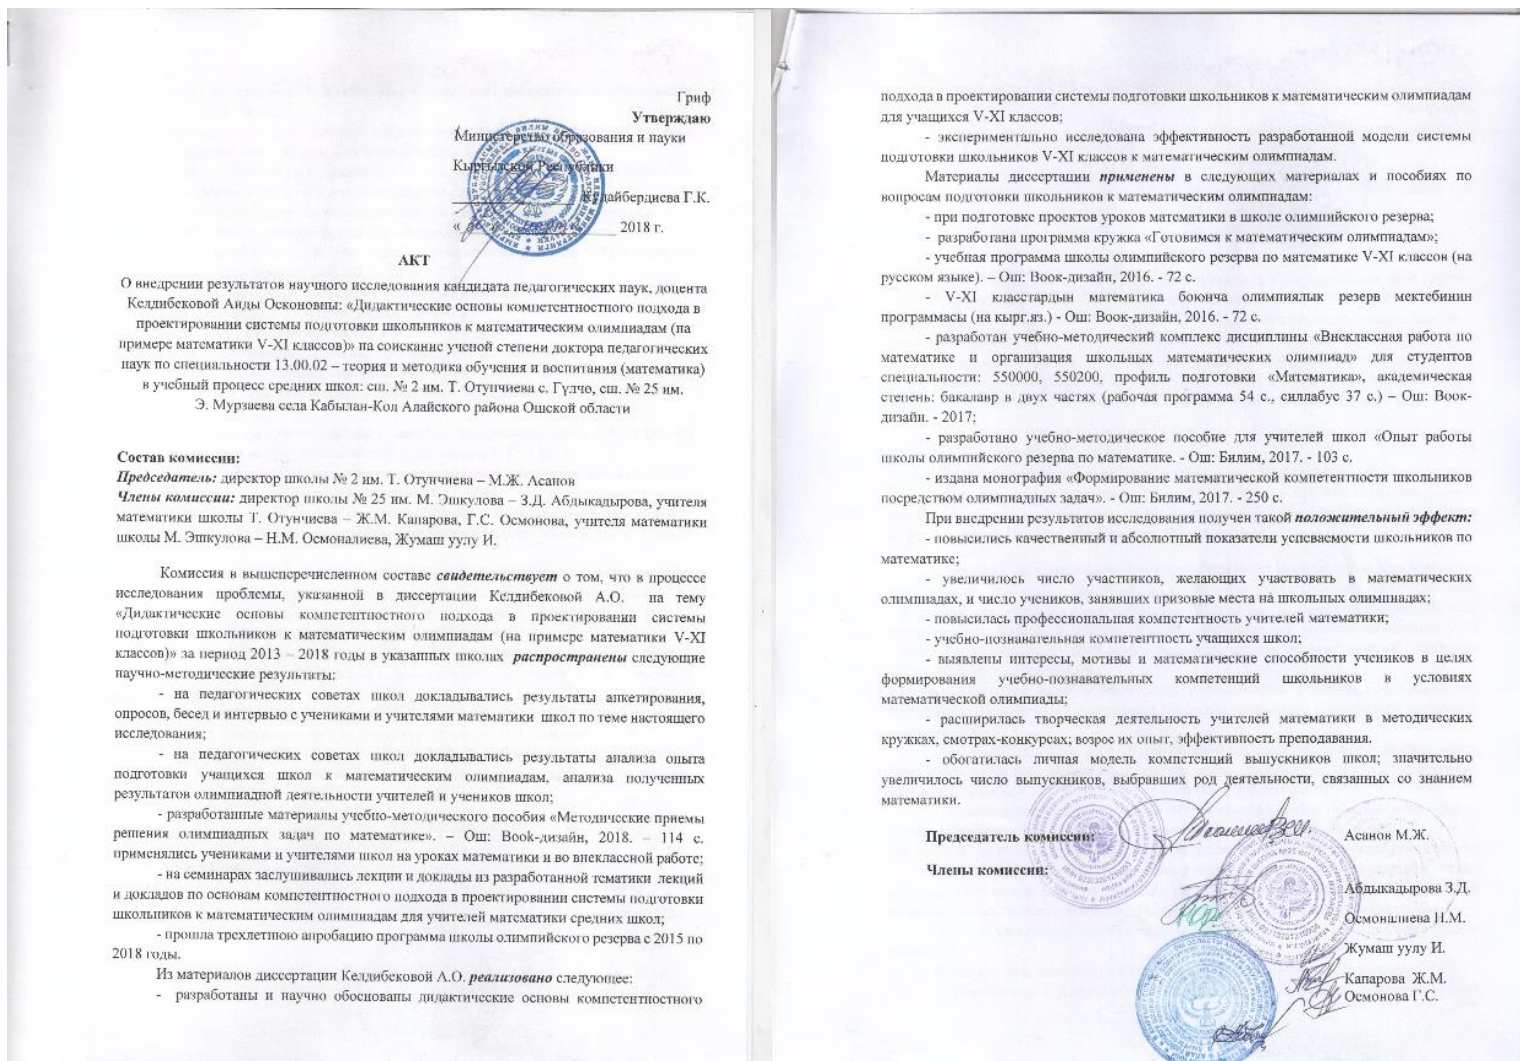 Гриф
Утверждаю
Министерство образования и науки
Кыргызской Республики
Кудайбердиева Г.К.
2018 г.
АКТ
О внедрении результатов научного исследования кандидата педагогических наук, доцента
Келдибековой Аиды Осконовны: «Дидактические основы компетентностного подхода в
проектировании системы подготовки школьников к математическим олимпиадам (на
примере математики V-XI классов)» на соискание ученой степени доктора педагогических
наук по специальности 13.00.02 – теория и методика обучения и воспитания (математика)
в учебный процесс средних школ: сш. № 2 им. Т. Отунчиева с. Гүлчө, сш. № 25 им.
Э. Мурзаева села Кабылан-Кол Алайского района Ошской области
Состав комиссии:
Председатель: директор школы № 2 им. Т. Отунчиева – М.Ж. Асанов
Члены комиссии: директор школы № 25 им. М. Эшкулова – З.Д. Абдыкадырова, учителя
математики школы Т. Отунчиева – Ж.М. Капарова, Г.С. Осмонова, учителя математики
школы М. Эшкулова – Н.М. Осмоналиева, Жумаш уулу И.
Комиссия в вышеперечисленном составе свидетельствует о том, что в процессе
исследования проблемы, указанной в диссертации Келдибековой А.О. на тему
«Дидактические основы компетентностного подхода в проектировании системы
подготовки школьников к математическим олимпиадам (на примере математики V-XI
классов)» за период 2013 – 2018 годы в указанных школах распространены следующие
научно-методические результаты:
- на педагогических советах школ докладывались результаты анкетирования,
опросов, бесед и интервью с учениками и учителями математики школ по теме настоящего
исследования;
- на педагогических советах школ докладывались результаты анализа опыта
подготовки учащихся школ к математическим олимпиадам, анализа полученных
результатов олимпиадной деятельности учителей и учеников школ;
- разработанные материалы учебно-методического пособия «Методические приемы
решения олимпиадных задач по математике». – Ош: Book-дизайн, 2018. – 114 с.
применялись учениками и учителями школ на уроках математики и во внеклассной работе;
- на семинарах заслушивались лекции и доклады из разработанной тематики лекций
и докладов по основам компетентностного подхода в проектировании системы подготовки
школьников к математическим олимпиадам для учителей математики средних школ;
- прошла трехлетнюю апробацию программа школы олимпийского резерва с 2015 по
2018 годы.
Из материалов диссертации Келдибековой А.О. реализовано следующее:
- разработаны и научно обоснованы дидактические основы компетентностного
подхода в проектировании системы подготовки школьников к математическим олимпиадам
для учащихся V-XI классов;
- экспериментально исследована эффективность разработанной модели системы
подготовки школьников V-XI классов к математическим олимпиадам.
Материалы диссертации применены в следующих материалах и пособиях по
вопросам подготовки школьников к математическим олимпиадам:
- при подготовке проектов уроков математики в школе олимпийского резерва;
- разработана программа кружка «Готовимся к математическим олимпиадам»;
- учебная программа школы олимпийского резерва по математике V-XI классов (на
русском языке). – Ош: Book-дизайн, 2016. - 72 с.
- V-XI класстардын математика боюнча олимпиялык резерв мектебинин
программасы (на кырг.яз.) - Ош: Book-дизайн, 2016. - 72 с.
- разработан учебно-методический комплекс дисциплины «Внеклассная работа по
математике и организация школьных математических олимпиад» для студентов
специальности: 550000, 550200, профиль подготовки «Математика», академическая
степень: бакалавр в двух частях (рабочая программа 54 с., силлабус 37 с.) – Ош: Book-
дизайн. - 2017;
- разработано учебно-методическое пособие для учителей школ «Опыт работы
школы олимпийского резерва по математике. - Ош: Билим, 2017. - 103 с.
- издана монография «Формирование математической компетентности школьников
посредством олимпиадных задач». - Ош: Билим, 2017. - 250 с.
При внедрении результатов исследования получен такой положительный эффект:
- повысились качественный и абсолютный показатели успеваемости школьников по
математике;
- увеличилось число участников, желающих участвовать в математических
олимпиадах, и число учеников, занявших призовые места на школьных олимпиадах;
- повысилась профессиональная компетентность учителей математики;
- учебно-познавательная компетентность учащихся школ;
- выявлены интересы, мотивы и математические способности учеников в целях
формирования учебно-познавательных компетенций школьников в условиях
математической олимпиады;
- расширилась творческая деятельность учителей математики в методических
кружках, смотрах-конкурсах; возрос их опыт, эффективность преподавания.
- обогатилась личная модель компетенций выпускников школ; значительно
увеличилось число выпускников, выбравших род деятельности, связанных со знанием
математики.
Председатель комиссии:
Асанов М.Ж.
Члены комиссии:
Абдыкадырова З.Д.
Осмоналиева Н.М.
Жумаш уулу И.
Капарова Ж.М.
Осмонова Г.С.